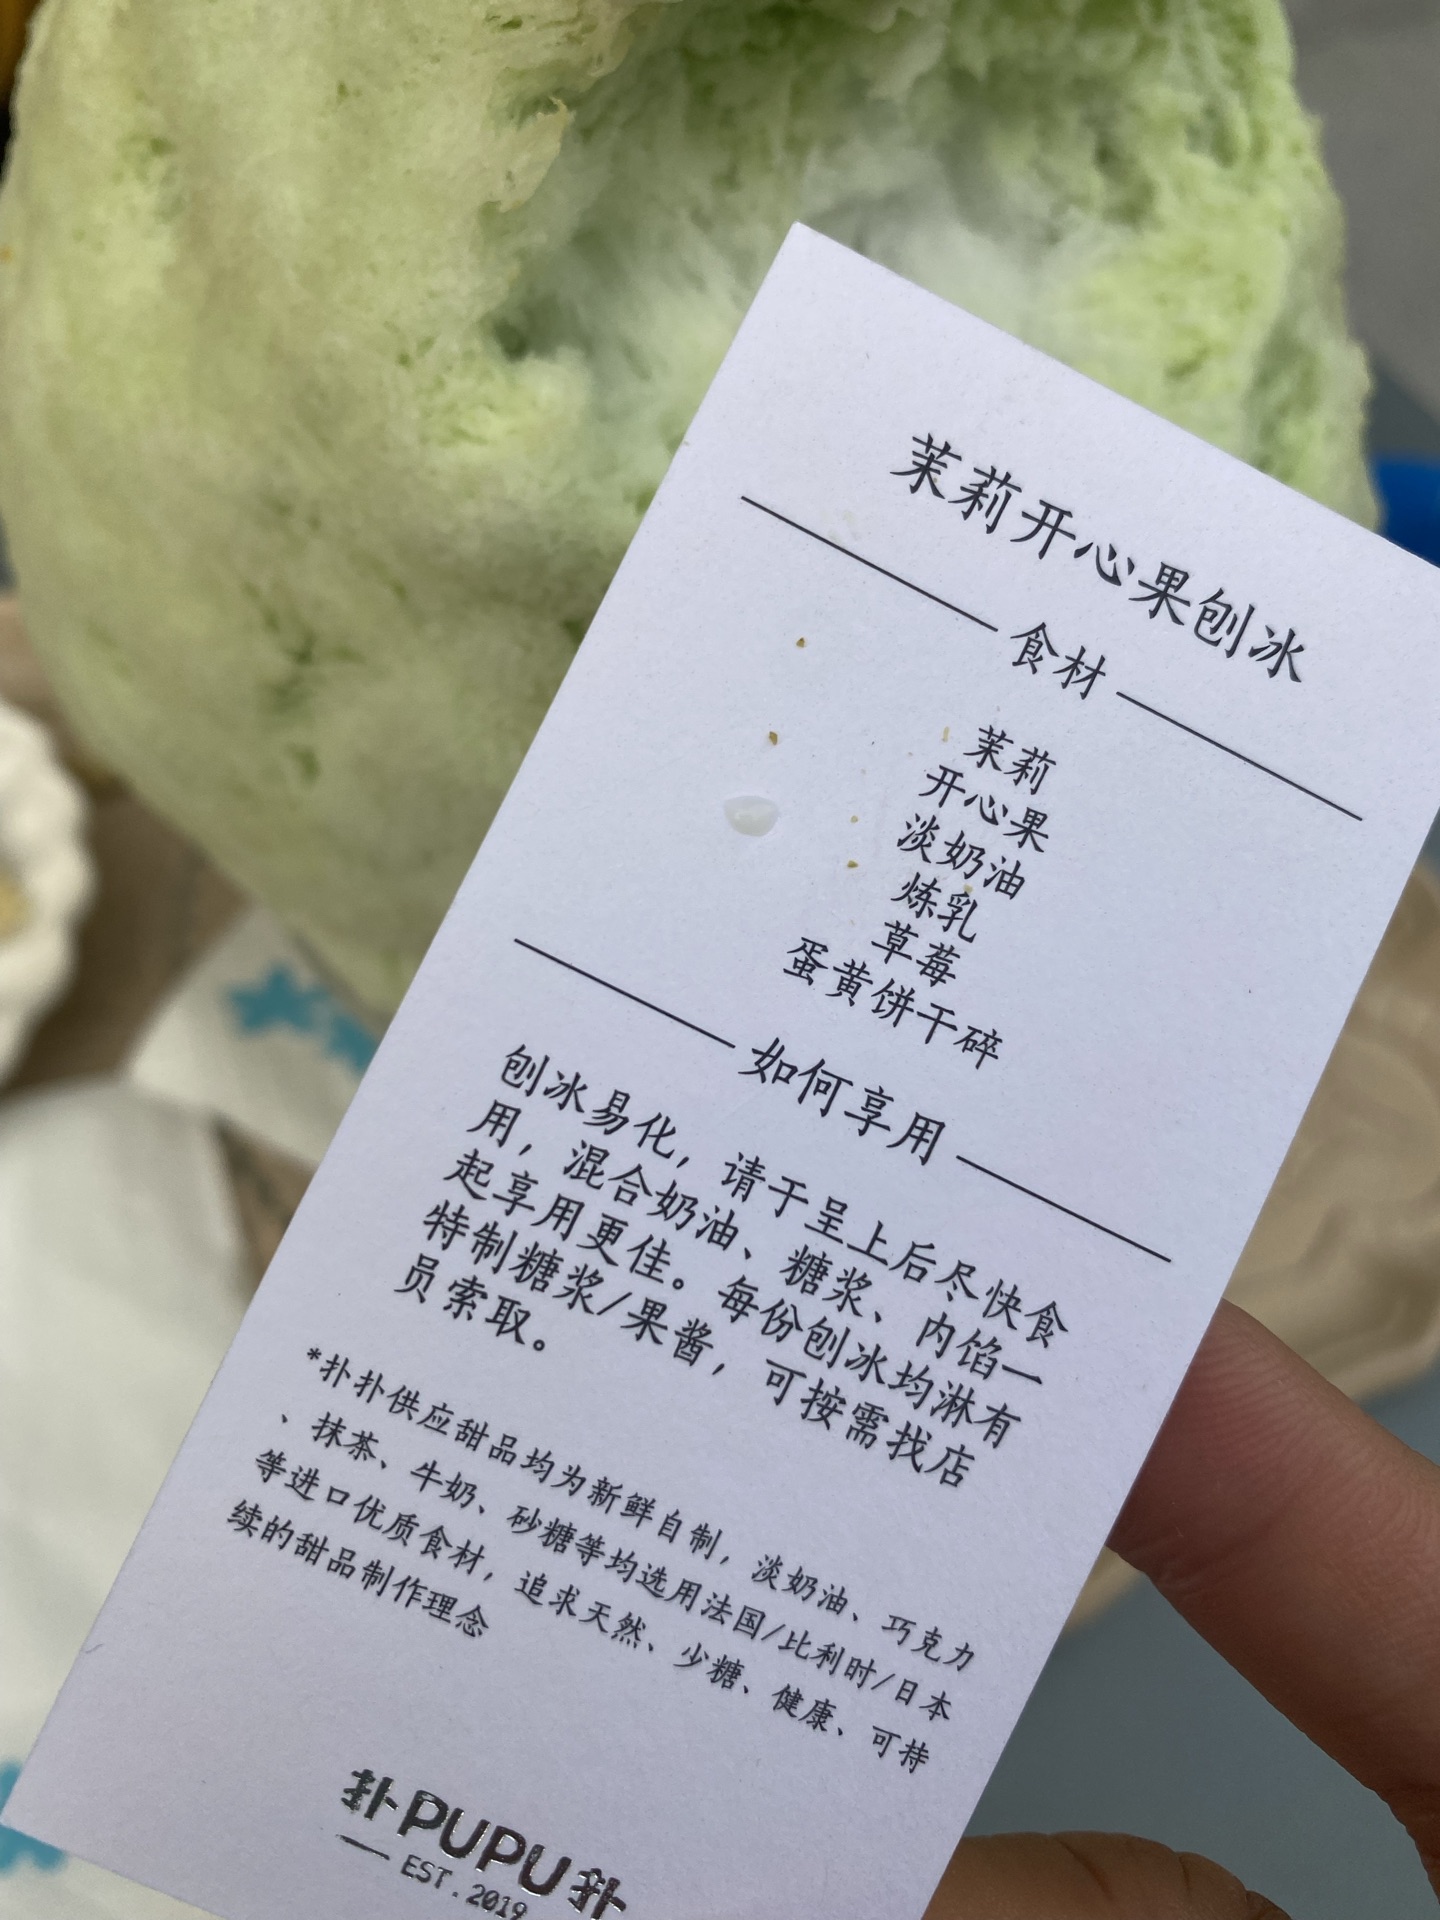 茉莉开心果刨冰
食材
茉莉
开心果
淡奶油
炼乳
草莓
蛋黄饼干碎
如何享用
刨冰易化，请于呈上后尽快食
用，混合奶油、糖浆、内馅一
起享用更佳。每份刨冰均淋有
特制糖浆/果酱，可按需找店
员索取。
*扑扑供应甜品均为新鲜自制，淡奶油、巧克力
、抹茶、牛奶、砂糖等均选用法国/比利时/日本
等进口优质食材，追求天然、少糖、健康、可持
续的甜品制作理念
扑PUPU扑
EST.2019